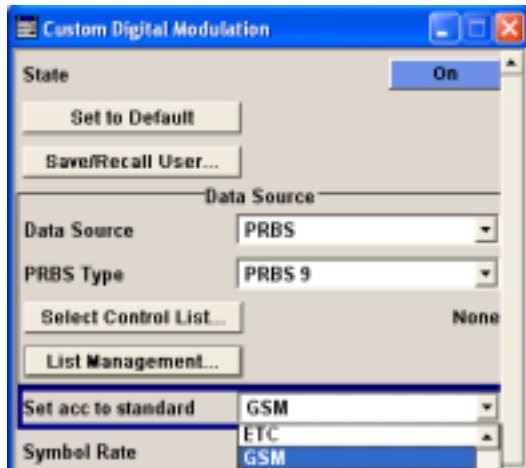 Custom Digital Modulation
State On
Set to Default
Save/Recall User...
Data Source
Data Source PRBS
PRBS Type PRBS 9
Select Control List... None
List Management...
Set acc to standard GSM
ETC
Symbol Rate GSM